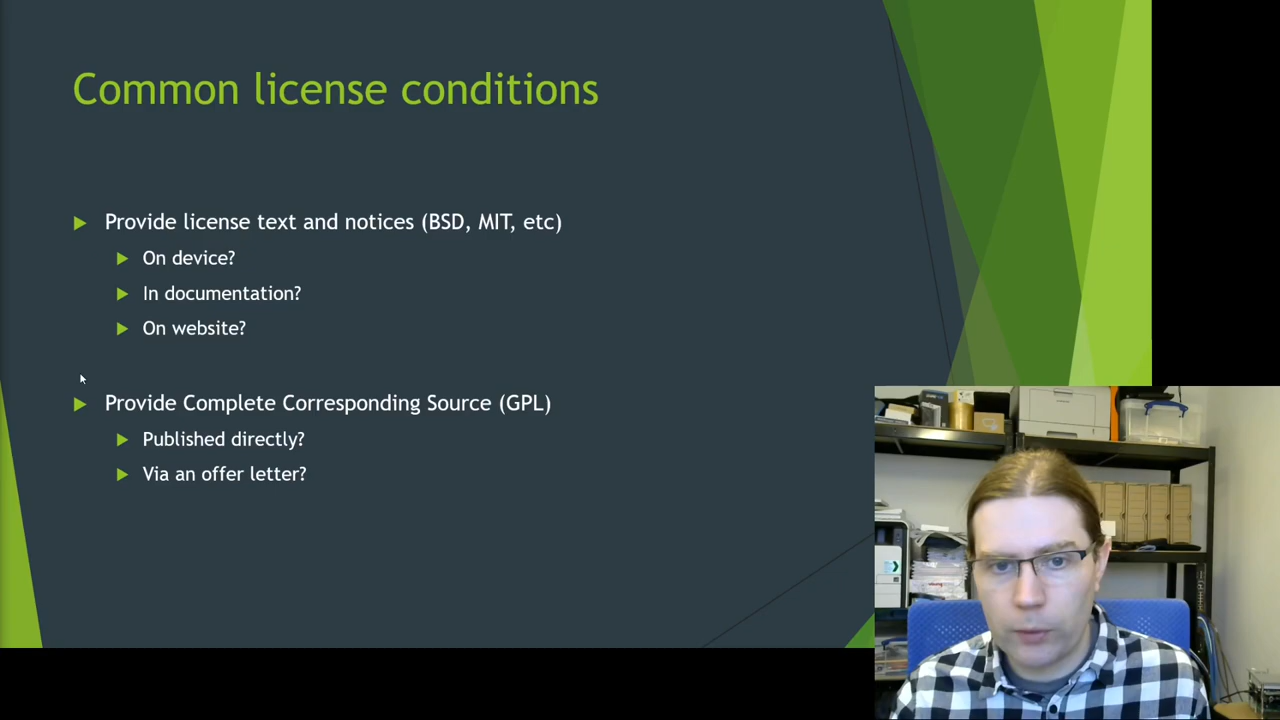 Common license conditions
Provide license text and notices (BSD, MIT, etc)
On device?
In documentation?
On website?
Provide Complete Corresponding Source (GPL)
Published directly?
Via an offer letter?